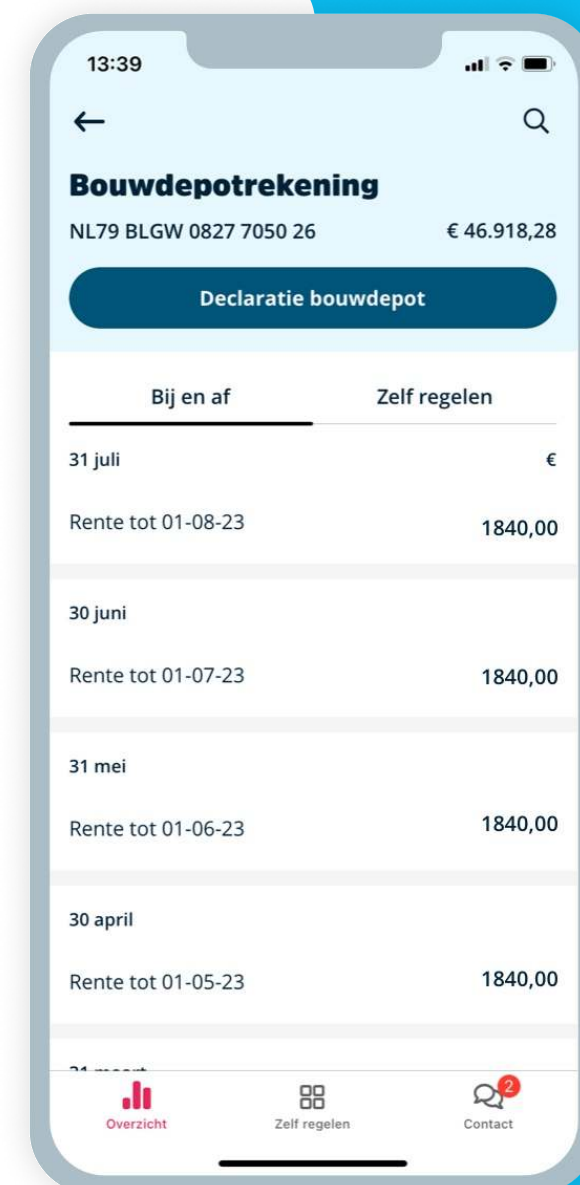 13:39
Bouwdepotrekening
NL79 BLGW 0827 7050 26 € 46.918,28
Declaratie bouwdepot
Bij en af Zelf regelen
31 juli €
Rente tot 01-08-23 1840,00
30 juni
Rente tot 01-07-23 1840,00
31 mei
Rente tot 01-06-23 1840,00
30 april
Rente tot 01-05-23 1840,00
31 maart
2
Overzicht Zelf regelen Contact